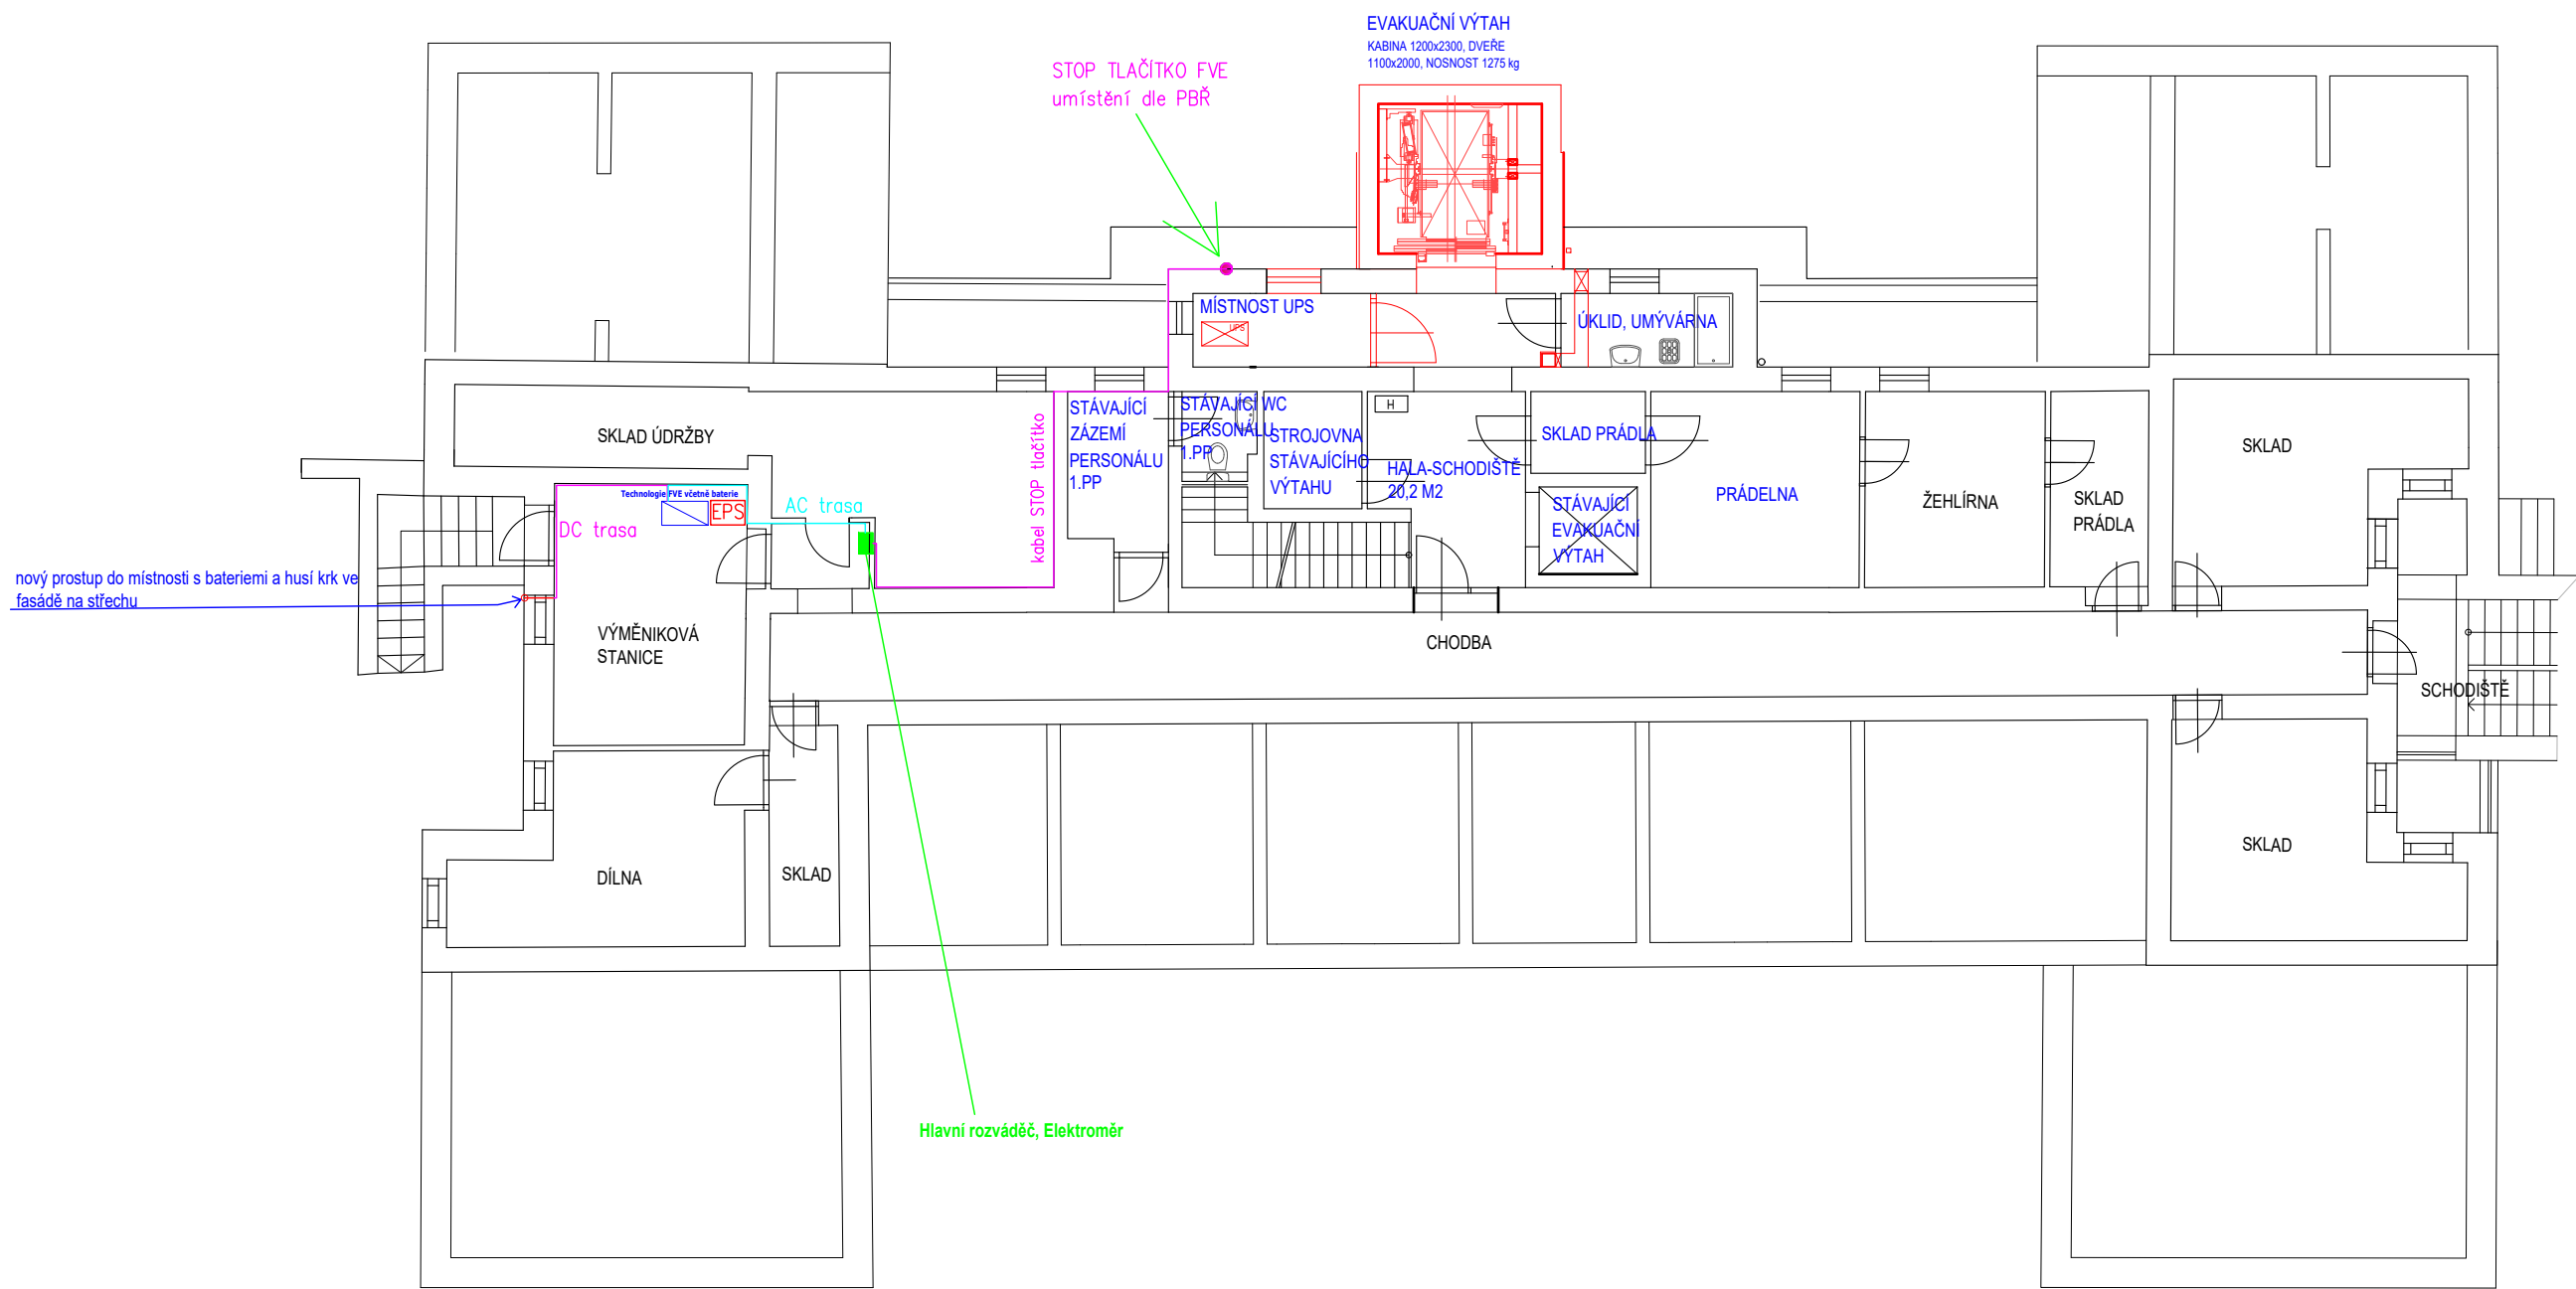 EVAKUAČNÍ VÝTAH
KABINA 1200x2300, DVEŘE
1100x2000, NOSNOST 1275 kg
STOP TLAČÍTKO FVE
umístění dle PBŘ
MÍSTNOST UPS
UPS
ÚKLID, UMÝVÁRNA
SKLAD ÚDRŽBY
kabel STOP tlačítko
STÁVAJÍCÍ
ZÁZEMÍ
PERSONÁLU
1.PP
STÁVAJÍCÍ WC
PERSONÁLU
1.PP
STROJOVNA
STÁVAJÍCÍHO
VÝTAHU
H
HALA-SCHODIŠTĚ
20,2 M2
SKLAD PRÁDLA
STÁVAJÍCÍ
EVAKUAČNÍ
VÝTAH
PRÁDELNA
ŽEHLÍRNA
SKLAD
PRÁDLA
SKLAD
Technologie FVE včetně baterie
EPS
AC trasa
DC trasa
nový prostup do místnosti s bateriemi a husí krk ve
fasádě na střechu
VÝMĚNIKOVÁ
STANICE
CHODBA
SCHODIŠTĚ
DÍLNA
SKLAD
SKLAD
Hlavní rozváděč, Elektroměr